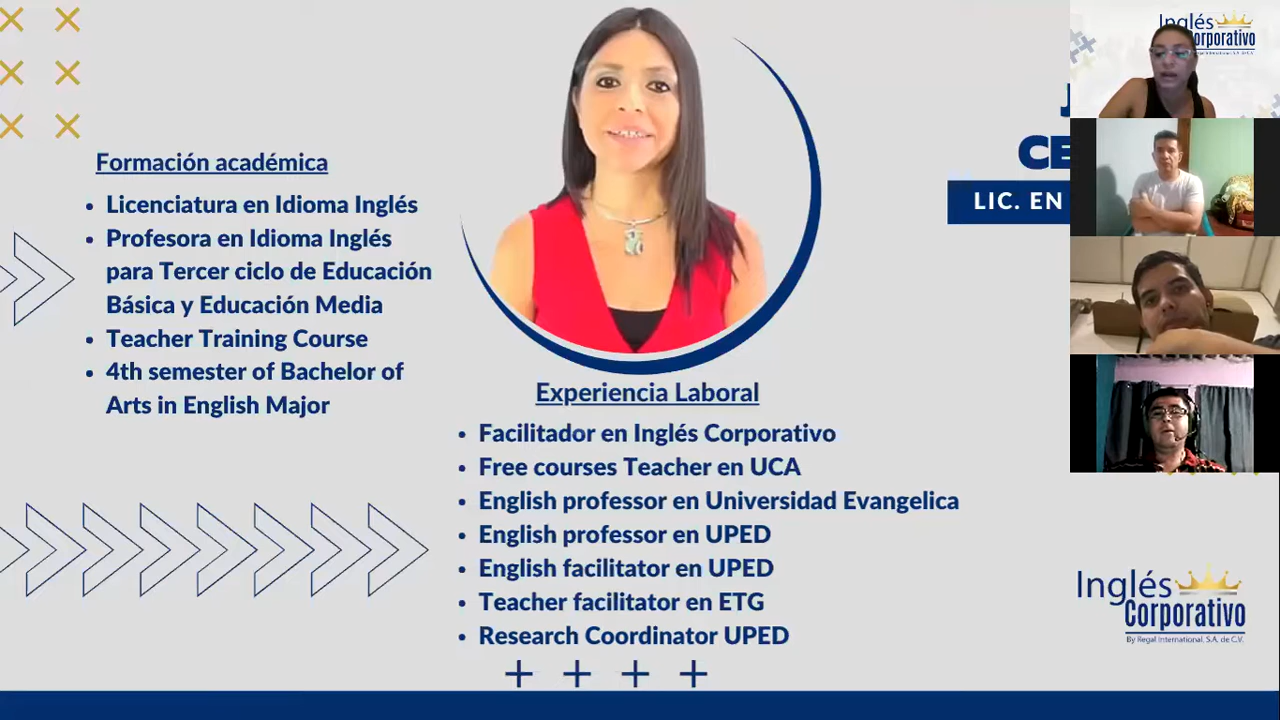 Formación académica
Licenciatura en Idioma Inglés
Profesora en Idioma Inglés
para Tercer ciclo de Educación
Básica y Educación Media
Teacher Training Course
4th semester of Bachelor of
Arts in English Major
LIC. EN
Experiencia Laboral
Facilitador en Inglés Corporativo
Free courses Teacher en UCA
English professor en Universidad Evangelica
English professor en UPED
English facilitator en UPED
Teacher facilitator en ETG
Research Coordinator UPED
Inglés
Corporativo
By Regal International, S.A. de C.V.
Inglés